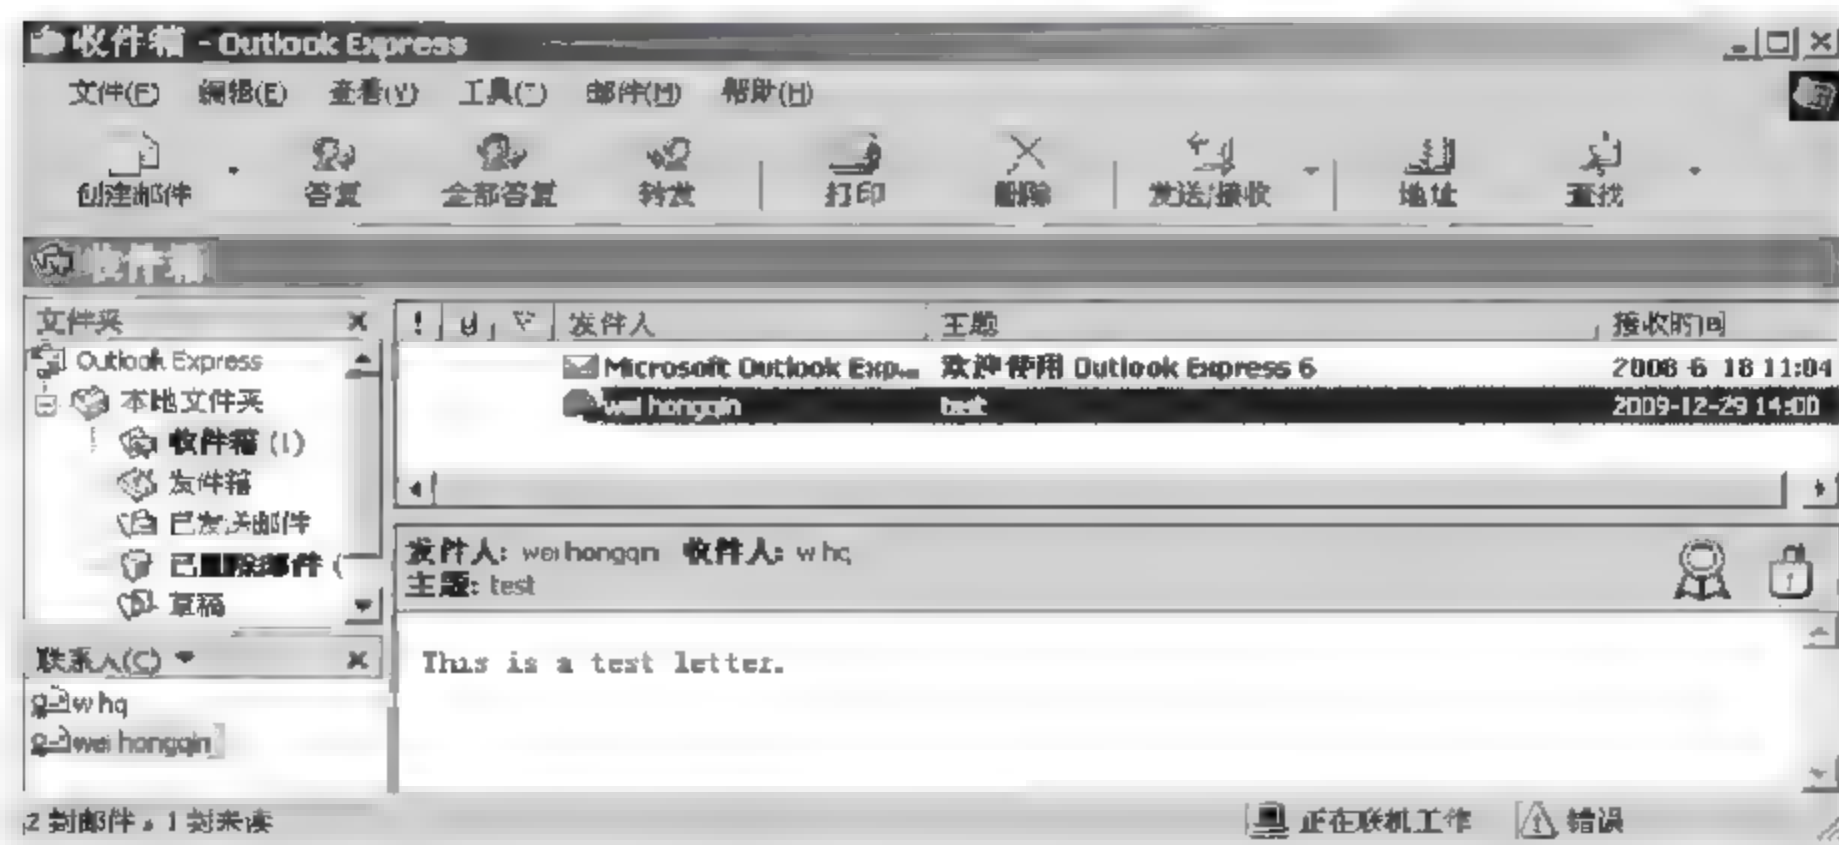 收件箱 - Outlook Express
文件(F) 编辑(E) 查看(V) 工具(T) 邮件(M) 帮助(H)
创建邮件 答复 全部答复 转发 打印 删除 发送/接收 地址 查找
收件箱
文件夹
! 发件人 主题 接收时间
Outlook Express
Microsoft Outlook Exp... 欢迎使用 Outlook Express 6 2008-6-18 11:04
本地文件夹
wei hongqin test 2009-12-29 14:00
收件箱 (1)
发件箱
已发送邮件
已删除邮件 (
草稿
发件人: wei hongqin 收件人: w hq
主题: test
联系人(C)
This is a test letter.
w hq
wei hongqin
2 封邮件，1 封未读 正在联机工作 错误